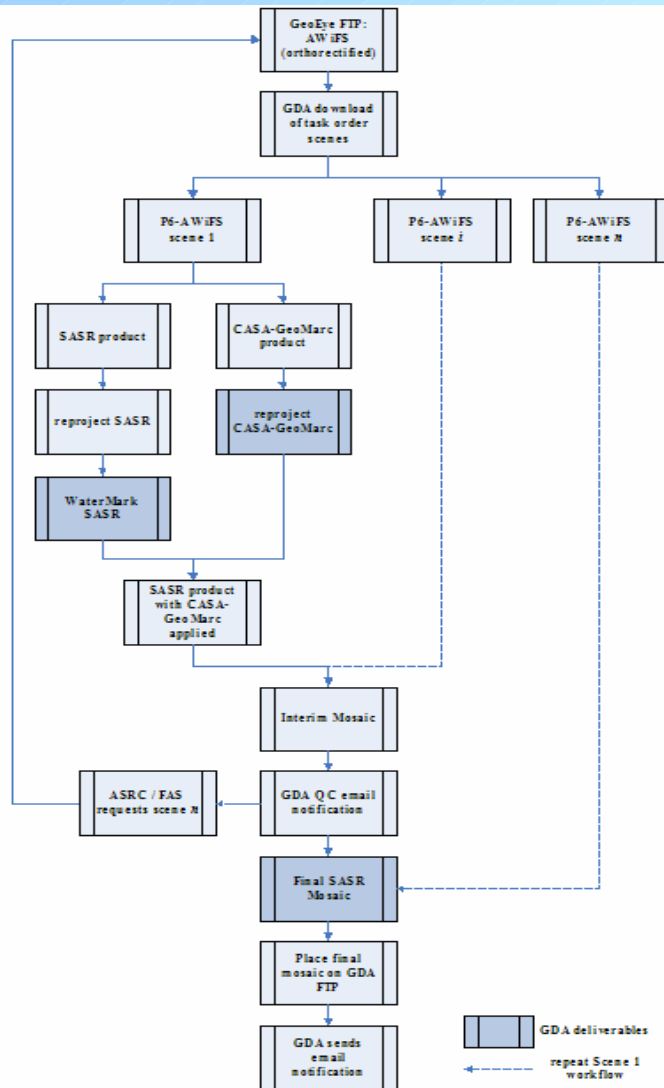 GeoEye FTP:
AWiFS
(orthorectified)
GDA download
of task order
scenes
P6-AWiFS
scene 1
P6-AWiFS
scene i
P6-AWiFS
scene n
SASR product
CASA-GeoMarc
product
reproject SASR
reproject
CASA-GeoMarc
WaterMark
SASR
SASR product
with CASA-
GeoMarc
applied
Interim Mosaic
ASRC / FAS
requests scene n
GDA QC email
notification
Final SASR
Mosaic
Place final
mosaic on GDA
FTP
GDA sends
email
notification
GDA deliverables
repeat Scene 1
workflow